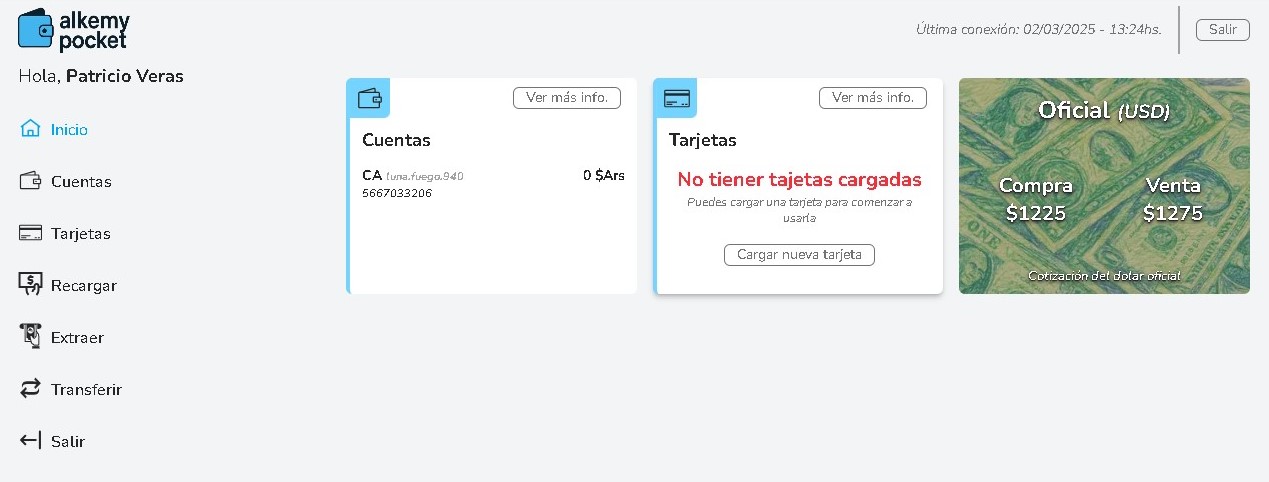 alkemy
pocket
Última conexión: 02/03/2025 - 13:24hs.
Salir
Hola, Patricio Veras
Inicio
Cuentas
Tarjetas
Recargar
Extraer
Transferir
Salir
Ver más info.
Cuentas
CA luna.fuego.940 0 $Ars
5667033206
Ver más info.
Tarjetas
No tiener tajetas cargadas
Puedes cargar una tarjeta para comenzar a
usarla
Cargar nueva tarjeta
Oficial (USD)
Compra Venta
$1225 $1275
Cotización del dolar oficial